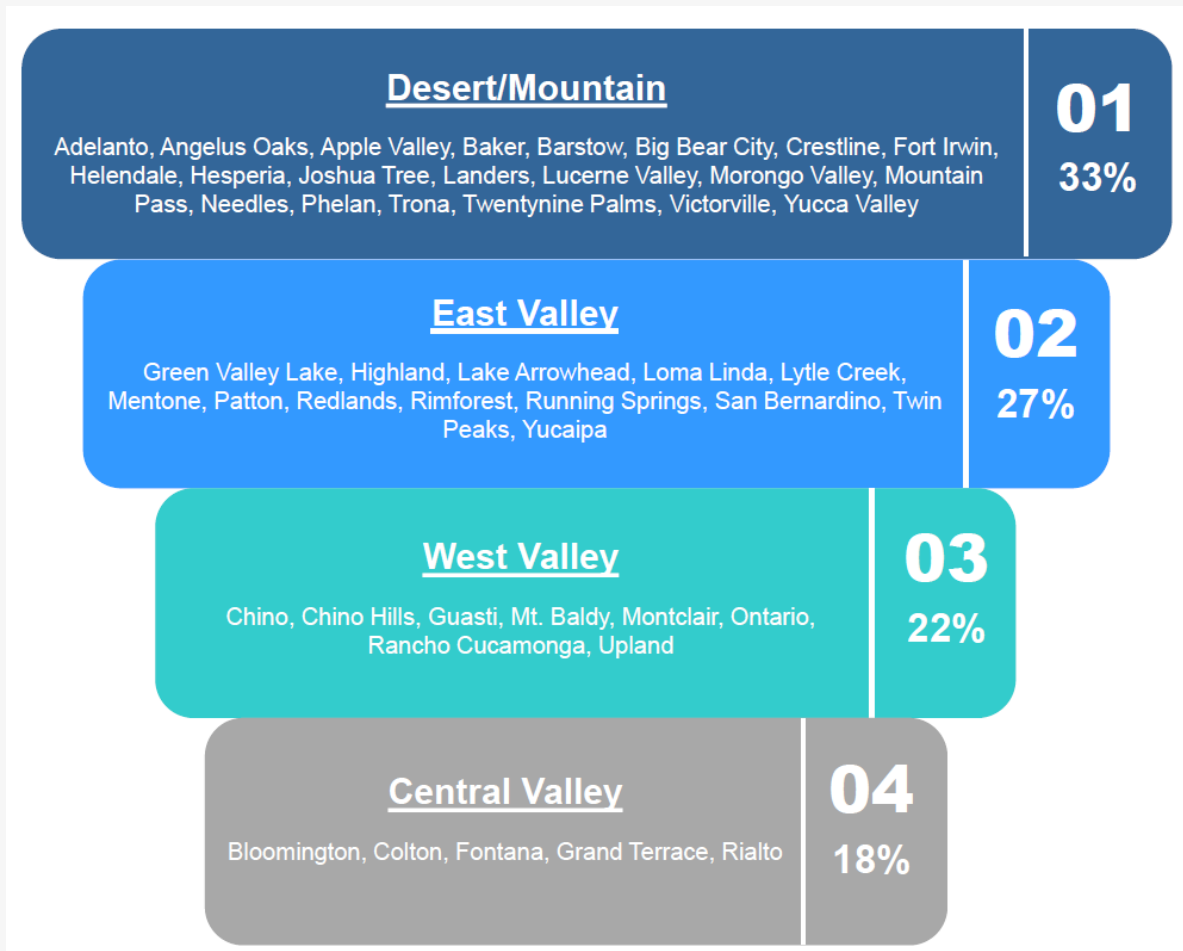 Desert/Mountain
Adelanto, Angelus Oaks, Apple Valley, Baker, Barstow, Big Bear City, Crestline, Fort Irwin,
Helendale, Hesperia, Joshua Tree, Landers, Lucerne Valley, Morongo Valley, Mountain
Pass, Needles, Phelan, Trona, Twentynine Palms, Victorville, Yucca Valley
01
33%
East Valley
Green Valley Lake, Highland, Lake Arrowhead, Loma Linda, Lytle Creek,
Mentone, Patton, Redlands, Rimforest, Running Springs, San Bernardino, Twin
Peaks, Yucaipa
02
27%
West Valley
Chino, Chino Hills, Guasti, Mt. Baldy, Montclair, Ontario,
Rancho Cucamonga, Upland
03
22%
Central Valley
Bloomington, Colton, Fontana, Grand Terrace, Rialto
04
18%